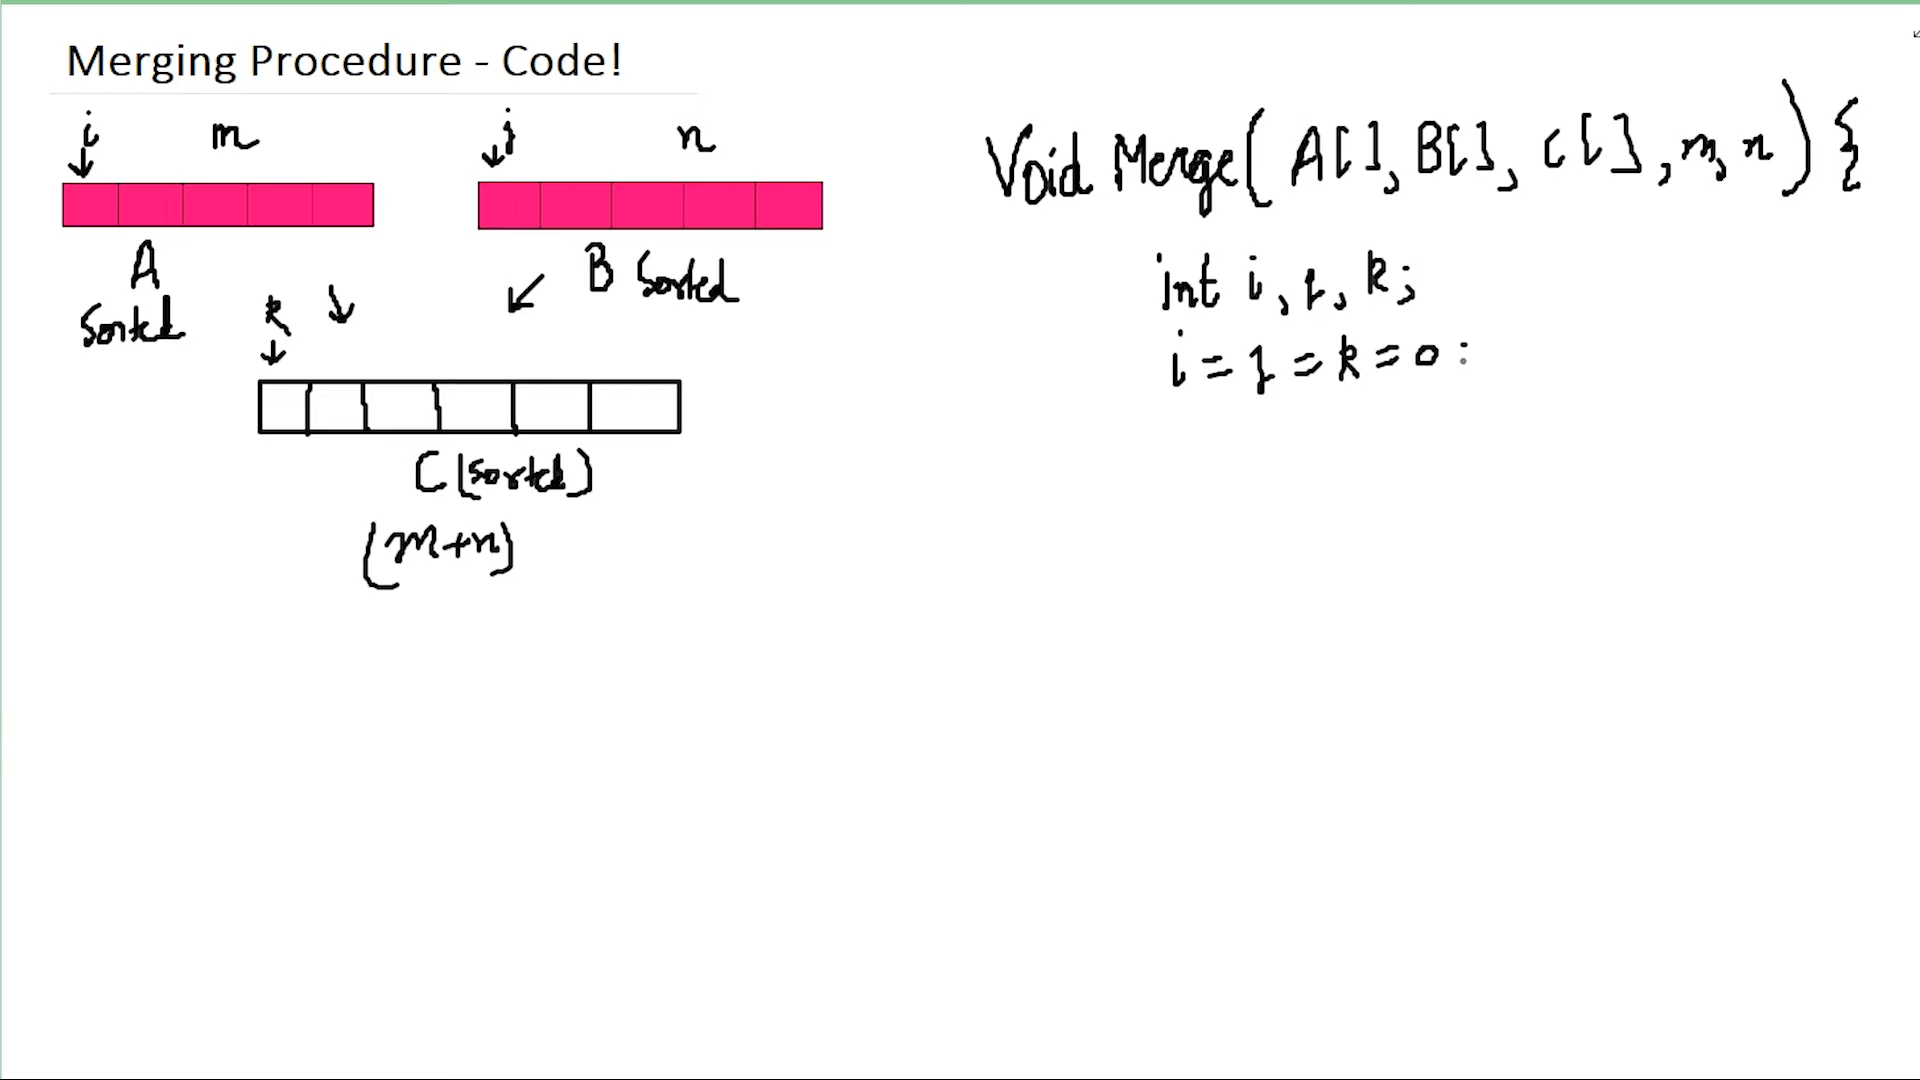 Merging Procedure - Code!
i m
j n
A
Sorted
B Sorted
k
C (Sorted)
(m+n)
Void Merge( A[], B[], C[], m, n) {
int i, j, k;
i = j = k = 0;